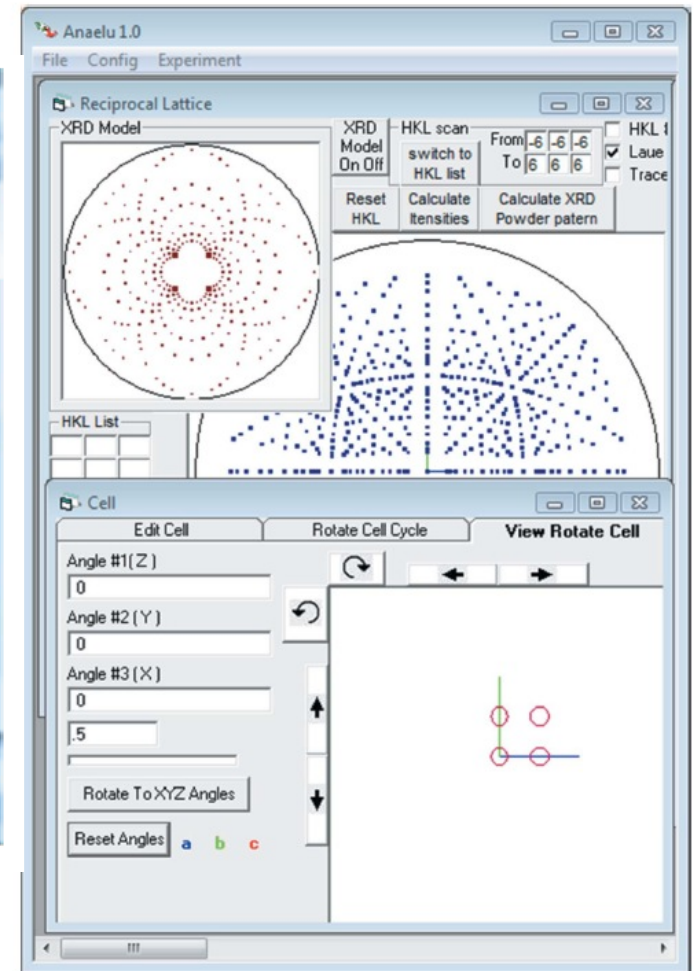 Anaelu 1.0
File Config Experiment
Reciprocal Lattice
XRD Model
XRD Model On Off
HKL scan
switch to HKL list
From -6 -6 -6
To 6 6 6
HKL
Laue
Trace
Reset HKL
Calculate Itensities
Calculate XRD Powder patern
HKL List
Cell
Edit Cell
Rotate Cell Cycle
View Rotate Cell
Angle #1(Z)
0
Angle #2 (Y)
0
Angle #3 (X)
0
.5
Rotate To XYZ Angles
Reset Angles a b c